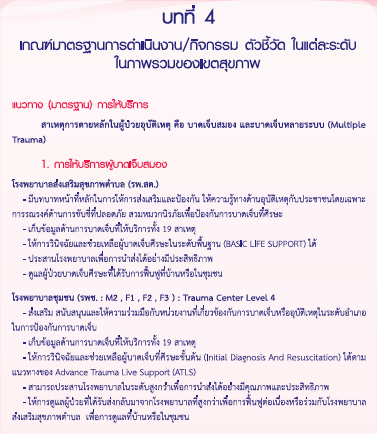 บทที่ 4
เกณฑ์มาตรฐานการดำเนินงาน/กิจกรรม ตัวชี้วัด ในแต่ละระดับ
ในภาพรวมของเขตสุขภาพ
แนวทาง (มาตรฐาน) การให้บริการ
สาเหตุการตายหลักในผู้ป่วยอุบัติเหตุ คือ บาดเจ็บสมอง และบาดเจ็บหลายระบบ (Multiple
Trauma)
1. การให้บริการผู้บาดเจ็บสมอง
โรงพยาบาลส่งเสริมสุขภาพตำบล (รพ.สต.)
- มีบทบาทหน้าที่หลักในการให้การส่งเสริมและป้องกัน ให้ความรู้ทางด้านอุบัติเหตุกับประชาชนโดยเฉพาะ
การรณรงค์ด้านการขับขี่ที่ปลอดภัย สวมหมวกนิรภัยเพื่อป้องกันการบาดเจ็บที่ศีรษะ
- เก็บข้อมูลด้านการบาดเจ็บที่ให้บริการทั้ง 19 สาเหตุ
- ให้การวินิจฉัยและช่วยเหลือผู้บาดเจ็บศีรษะในระดับพื้นฐาน (BASIC LIFE SUPPORT) ได้
- ประสานโรงพยาบาลเพื่อการนำส่งได้อย่างมีประสิทธิภาพ
- ดูแลผู้ป่วยบาดเจ็บศีรษะที่ได้รับการฟื้นฟูที่บ้านหรือในชุมชน
โรงพยาบาลชุมชน (รพช. : M2 , F1 , F2 , F3 ) : Trauma Center Level 4
- ส่งเสริม สนับสนุนและให้ความร่วมมือกับหน่วยงานที่เกี่ยวข้องกับการบาดเจ็บหรืออุบัติเหตุในระดับอำเภอ
ในการป้องกันการบาดเจ็บ
- เก็บข้อมูลด้านการบาดเจ็บที่ให้บริการทั้ง 19 สาเหตุ
- ให้การวินิจฉัยและช่วยเหลือผู้บาดเจ็บที่ศีรษะขั้นต้น (Initial Diagnosis And Resuscitation) ได้ตาม
แนวทางของ Advance Trauma Live Support (ATLS)
- สามารถประสานโรงพยาบาลในระดับสูงกว่าเพื่อการนำส่งได้อย่างมีคุณภาพและประสิทธิภาพ
- ให้การดูแลผู้ป่วยที่ได้รับส่งกลับมาจากโรงพยาบาลที่สูงกว่าเพื่อการฟื้นฟูต่อเนื่องหรือร่วมกับโรงพยาบาล
ส่งเสริมสุขภาพตำบล เพื่อการดูแลที่บ้านหรือในชุมชน